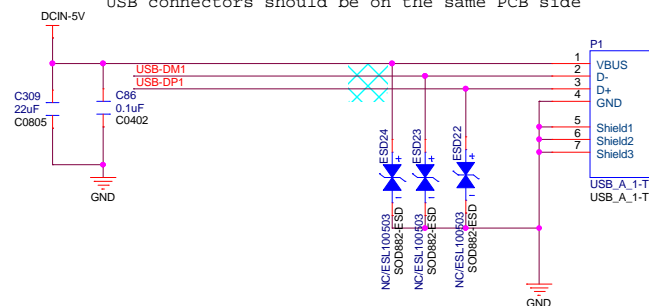 USB connectors should be on the same PCB side
DCIN-5V
P1
USB-DM1
USB-DP1
1
2
3
4
5
6
7
VBUS
D-
D+
GND
Shield1
Shield2
Shield3
C309
22uF
C0805
C86
0.1uF
C0402
GND
ESD24
ESD23
ESD22
NC/ESL100503
SOD882-ESD
NC/ESL100503
SOD882-ESD
NC/ESL100503
SOD882-ESD
USB_A_1-T
USB_A_1-T
GND